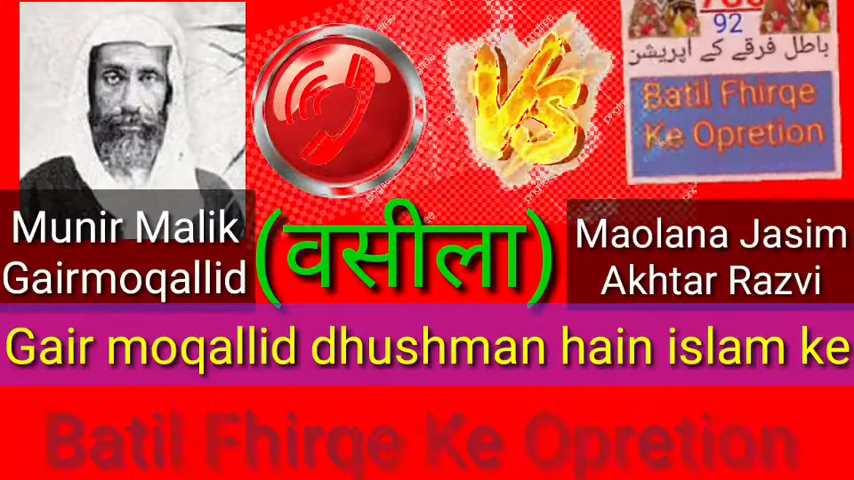 786
92
باطل فرقے کے اپریشن
Batil Fhirqe
Ke Opretion
VS
Munir Malik
Gairmoqallid
(वसीला)
Maolana Jasim
Akhtar Razvi
Gair moqallid dhushman hain islam ke
Batil Fhirqe Ke Opretion